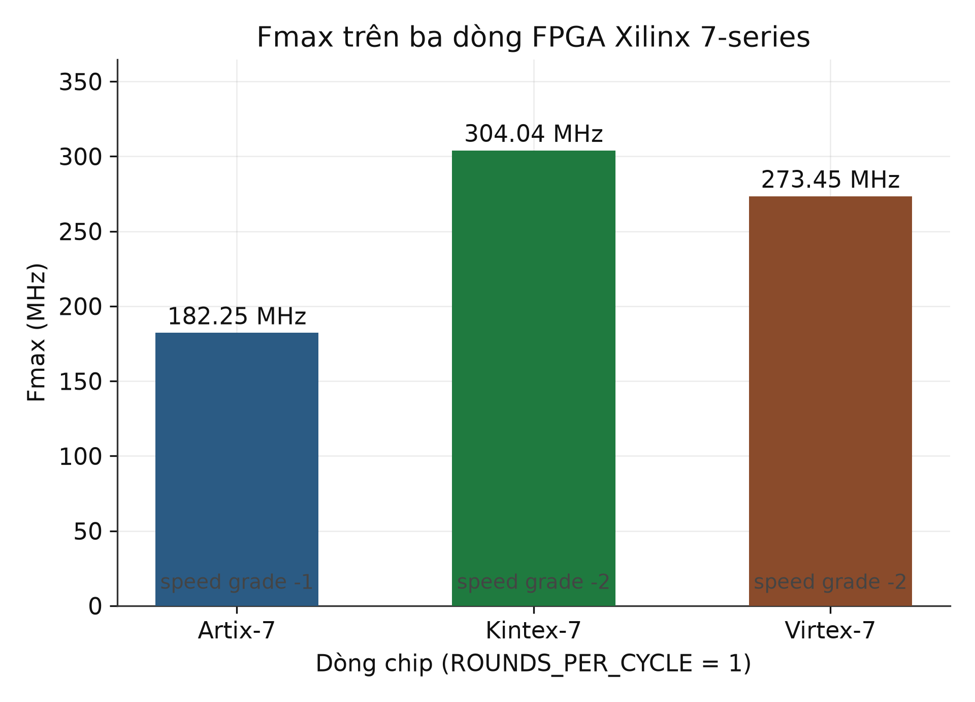 Fmax trên ba dòng FPGA Xilinx 7-series
Fmax (MHz)
350
300
250
200
150
100
50
0
182.25 MHz
304.04 MHz
273.45 MHz
speed grade -1
speed grade -2
speed grade -2
Artix-7
Kintex-7
Virtex-7
Dòng chip (ROUNDS_PER_CYCLE = 1)